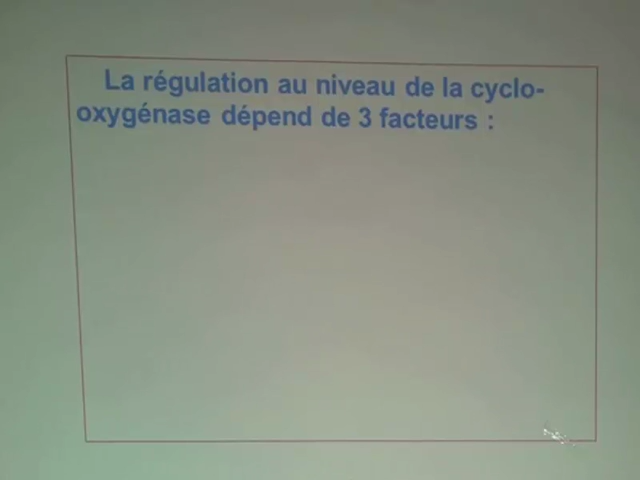 La régulation au niveau de la cyclo-
oxygénase dépend de 3 facteurs :